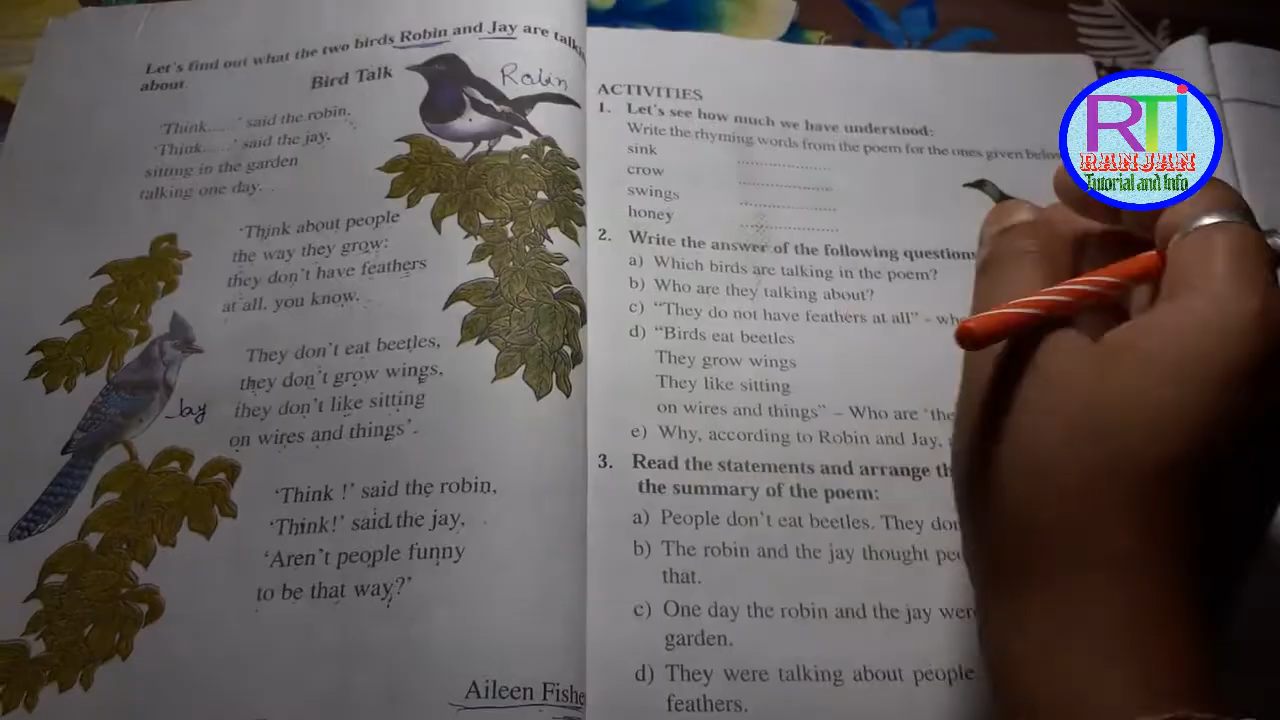 Let's find out what the two birds Robin and Jay are
about.
Bird Talk
Robin
'Think......' said the robin,
'Think......' said the jay,
sitting in the garden
talking one day.
'Think about people
the way they grow:
they don't have feathers
at all, you know.
They don't eat beetles,
they don't grow wings,
they don't like sitting
on wires and things'.
Jay
'Think !' said the robin,
'Think!' said the jay,
'Aren't people funny
to be that way?'
Aileen
ACTIVITIES
1. Let's see how much we have understood:
Write the rhyming words from the poem for the ones given
sink ....................
crow ....................
swings ....................
honey ....................
2. Write the answer of the following
a) Which birds are talking in the poem?
b) Who are they talking about?
c) "They do not have feathers at all" -
d) "Birds eat beetles
They grow wings
They like sitting
on wires and things" – Who are
e) Why, according to Robin and Jay,
3. Read the statements and arrange
the summary of the poem:
a) People don't eat beetles. They
b) The robin and the jay thought
that.
c) One day the robin and the jay
garden.
d) They were talking about people
feathers.
RTI
RANJAN
Tutorial and Info